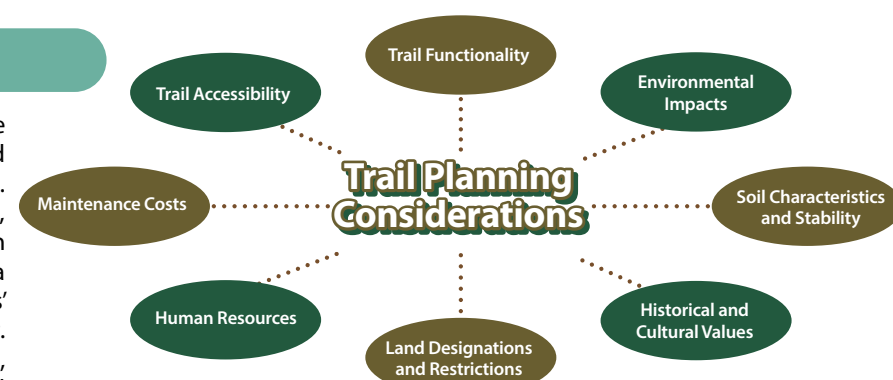 Trail Functionality
Trail Accessibility
Environmental
Impacts
Trail Planning
Considerations
Maintenance Costs
Soil Characteristics
and Stability
Human Resources
Historical and
Cultural Values
Land Designations
and Restrictions